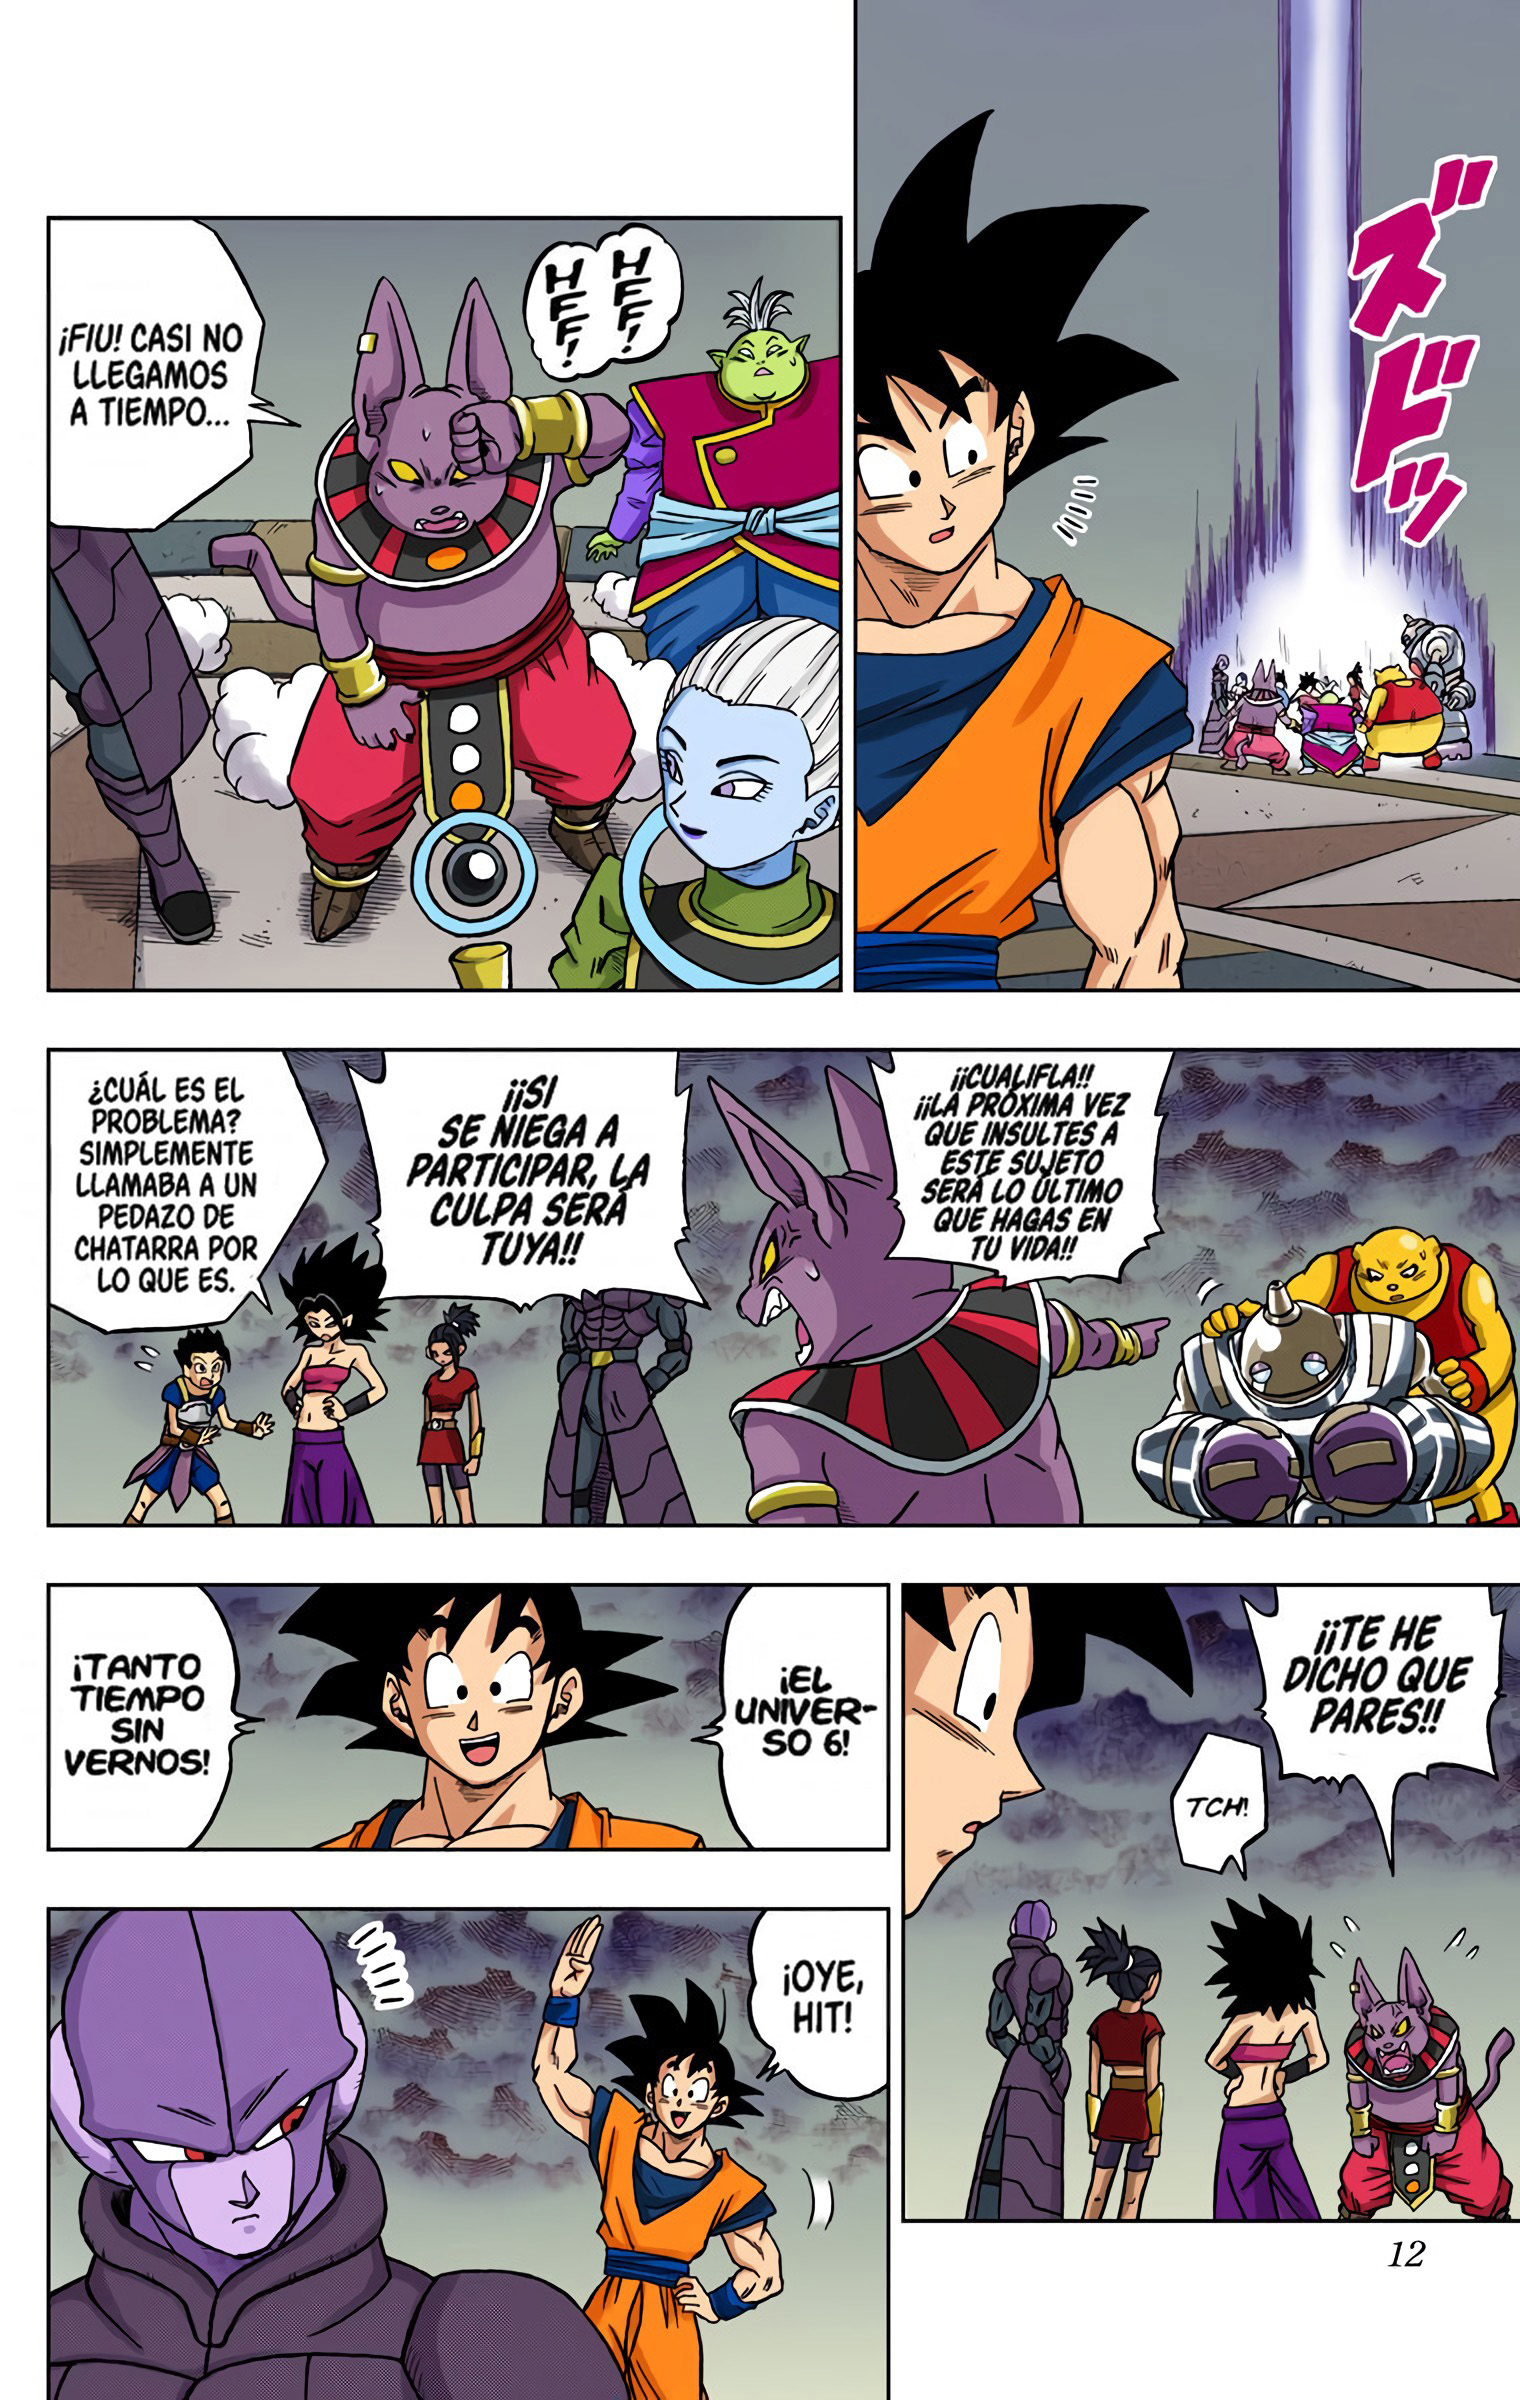 ズドッ
HFF!
HFF!
¡FIU! CASI NO
LLEGAMOS
A TIEMPO...
¡¡CUALIFLA!!
¡¡LA PRÓXIMA VEZ
QUE INSULTES A
ESTE SUJETO
SERÁ LO ÚLTIMO
QUE HAGAS EN
TU VIDA!!
¡¡SI
SE NIEGA A
PARTICIPAR, LA
CULPA SERÁ
TUYA!!
¿CUÁL ES EL
PROBLEMA?
SIMPLEMENTE
LLAMABA A UN
PEDAZO DE
CHATARRA POR
LO QUE ES.
¡¡TE HE
DICHO QUE
PARES!!
TCH!
¡EL
UNIVER-
SO 6!
¡TANTO
TIEMPO
SIN
VERNOS!
¡OYE,
HIT!
12